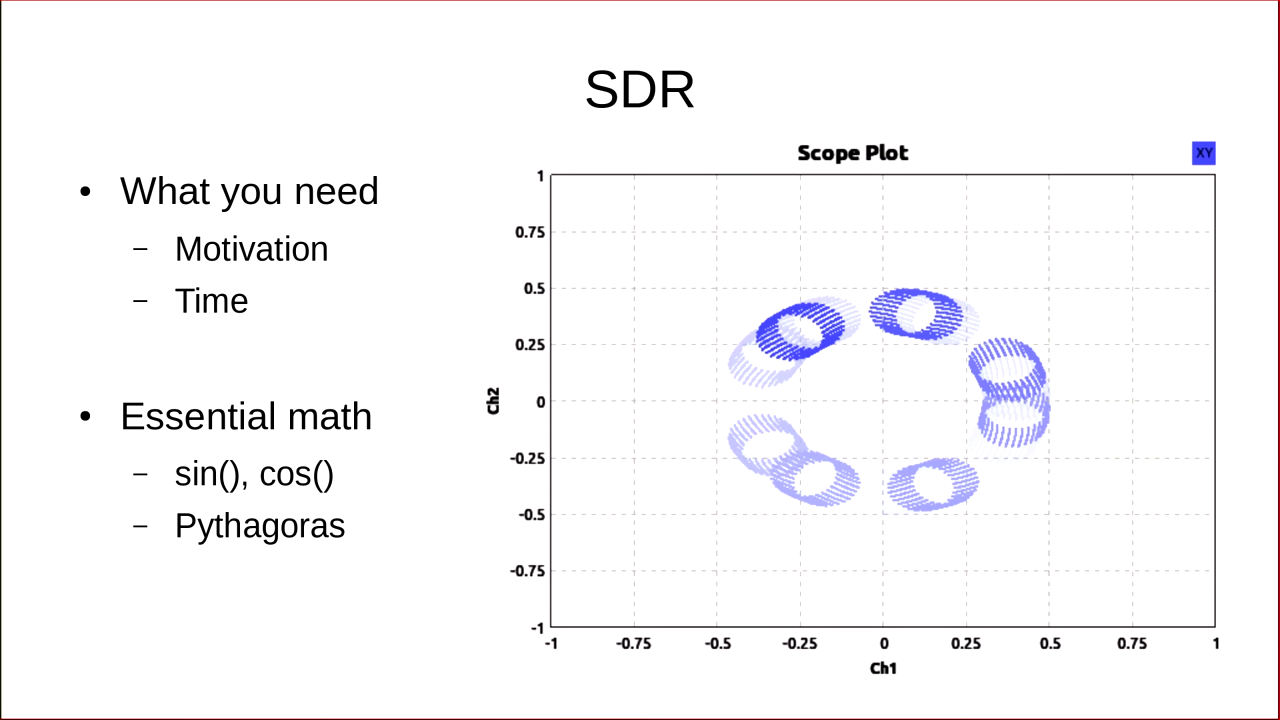 SDR
• What you need
– Motivation
– Time
• Essential math
– sin(), cos()
– Pythagoras
Scope Plot
XY
1
0.75
0.5
0.25
0
-0.25
-0.5
-0.75
-1
Ch2
-1 -0.75 -0.5 -0.25 0 0.25 0.5 0.75 1
Ch1